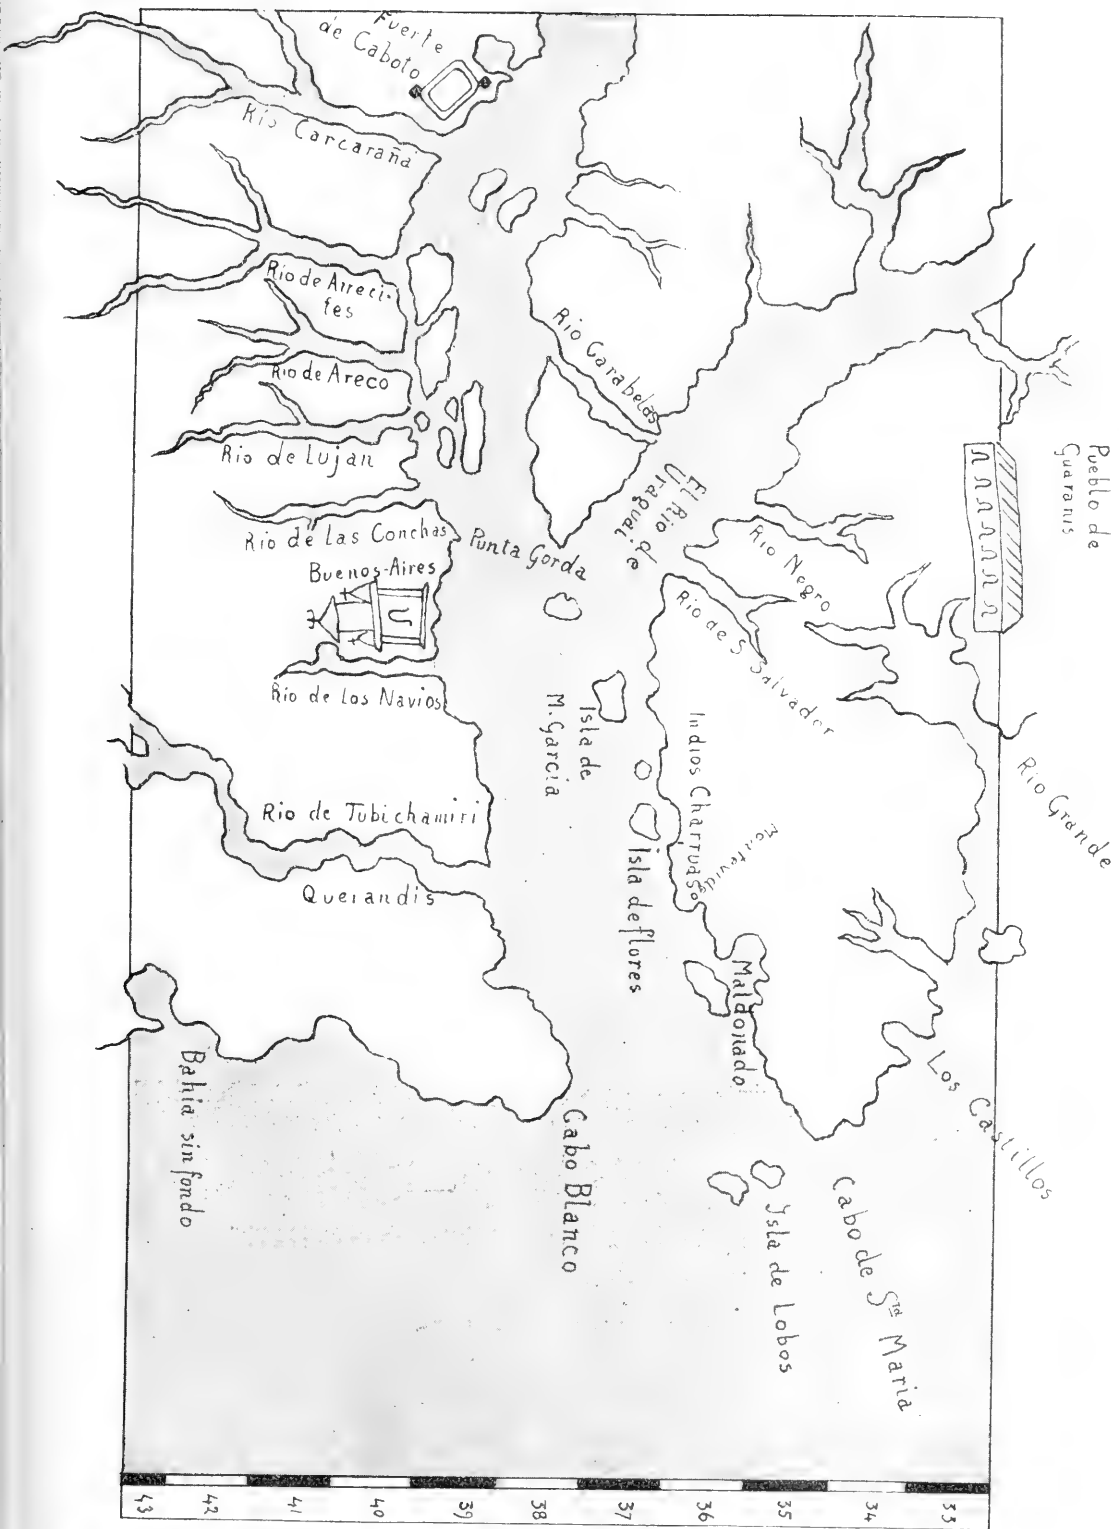 Fuerte
de Caboto
Rio Carcaraña
Rio de Arreci-
fes
Rio de Areco
Rio de Lujan
Rio de Las Conchas
Buenos-Aires
Rio de Los Navios
Rio de Tubichamiri
Querandis
Bahia sin fondo
Cabo Blanco
Punta Gorda
Rio Carabelas
El Rio de
Uraguai
Rio Negro
Rio de S. Salvador
Pueblo de
Guaranis
Rio Grande
Isla de
M. Garcia
Indios Charruas
Isla de flores
Maldonado
Los Castillos
Cabo de Sta Maria
Ysla de Lobos
43
42
41
40
39
38
37
36
35
34
33